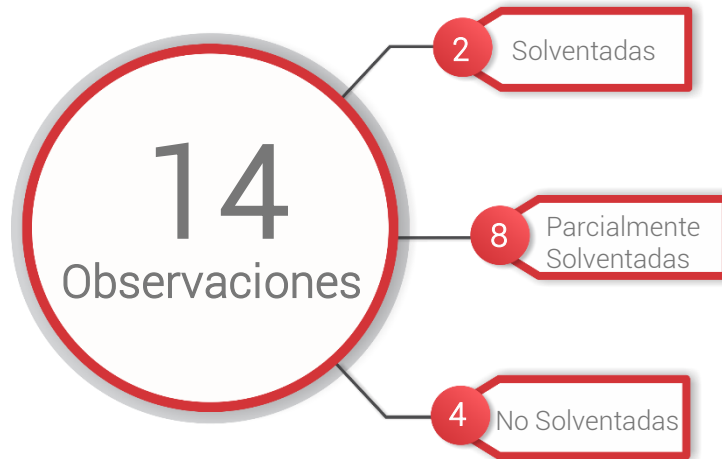 14
Observaciones
2
Solventadas
8
Parcialmente
Solventadas
4
No Solventadas